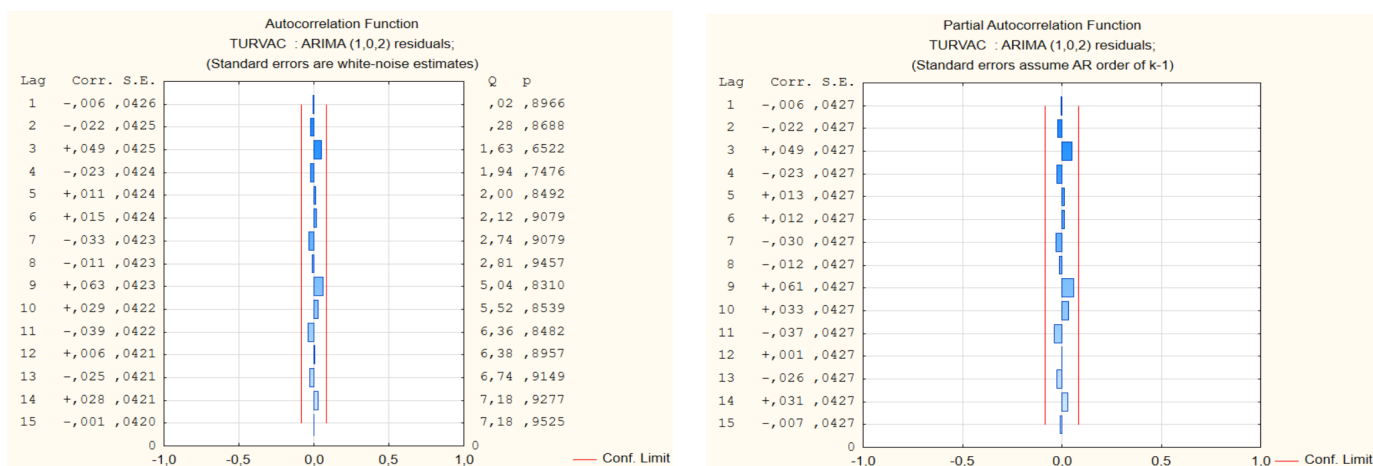 Autocorrelation Function
TURVAC : ARIMA (1,0,2) residuals;
(Standard errors are white-noise estimates)
Lag Corr. S.E. Q p
1 -,006 ,0426 ,02 ,8966
2 -,022 ,0425 ,28 ,8688
3 +,049 ,0425 1,63 ,6522
4 -,023 ,0424 1,94 ,7476
5 +,011 ,0424 2,00 ,8492
6 +,015 ,0424 2,12 ,9079
7 -,033 ,0423 2,74 ,9079
8 -,011 ,0423 2,81 ,9457
9 +,063 ,0423 5,04 ,8310
10 +,029 ,0422 5,52 ,8539
11 -,039 ,0422 6,36 ,8482
12 +,006 ,0421 6,38 ,8957
13 -,025 ,0421 6,74 ,9149
14 +,028 ,0421 7,18 ,9277
15 -,001 ,0420 7,18 ,9525
0 0
-1,0 -0,5 0,0 0,5 1,0 Conf. Limit
Partial Autocorrelation Function
TURVAC : ARIMA (1,0,2) residuals;
(Standard errors assume AR order of k-1)
Lag Corr. S.E.
1 -,006 ,0427
2 -,022 ,0427
3 +,049 ,0427
4 -,023 ,0427
5 +,013 ,0427
6 +,012 ,0427
7 -,030 ,0427
8 -,012 ,0427
9 +,061 ,0427
10 +,033 ,0427
11 -,037 ,0427
12 +,001 ,0427
13 -,026 ,0427
14 +,031 ,0427
15 -,007 ,0427
0
-1,0 -0,5 0,0 0,5 1,0 Conf. Limit